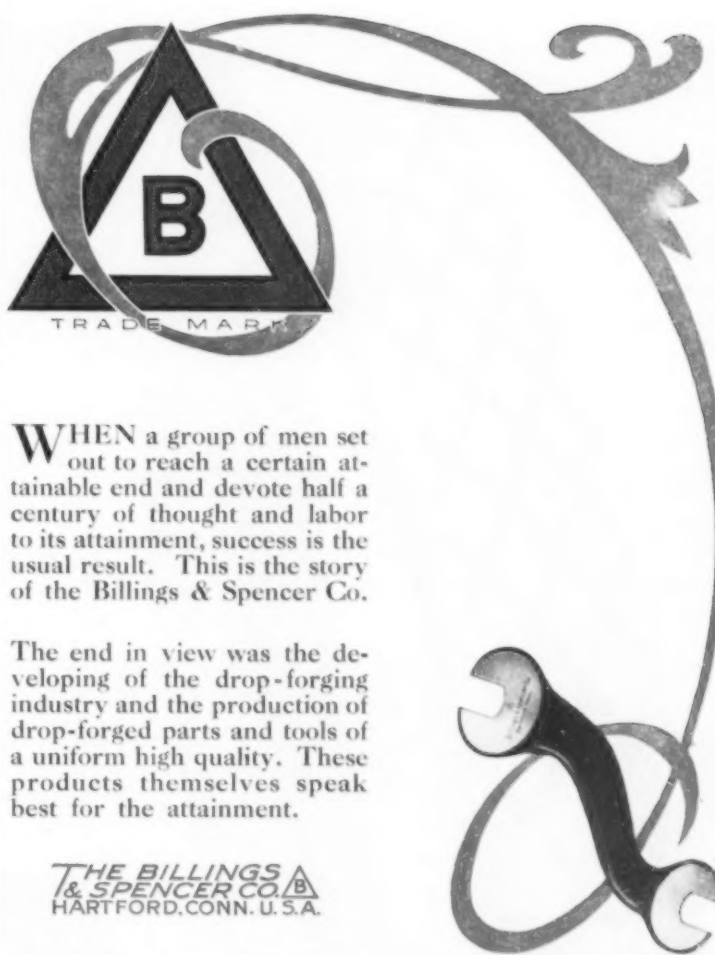 B
TRADE MARK
WHEN a group of men set
out to reach a certain at-
tainable end and devote half a
century of thought and labor
to its attainment, success is the
usual result. This is the story
of the Billings & Spencer Co.
The end in view was the de-
veloping of the drop-forging
industry and the production of
drop-forged parts and tools of
a uniform high quality. These
products themselves speak
best for the attainment.
THE BILLINGS
& SPENCER CO. B
HARTFORD. CONN. U. S. A.